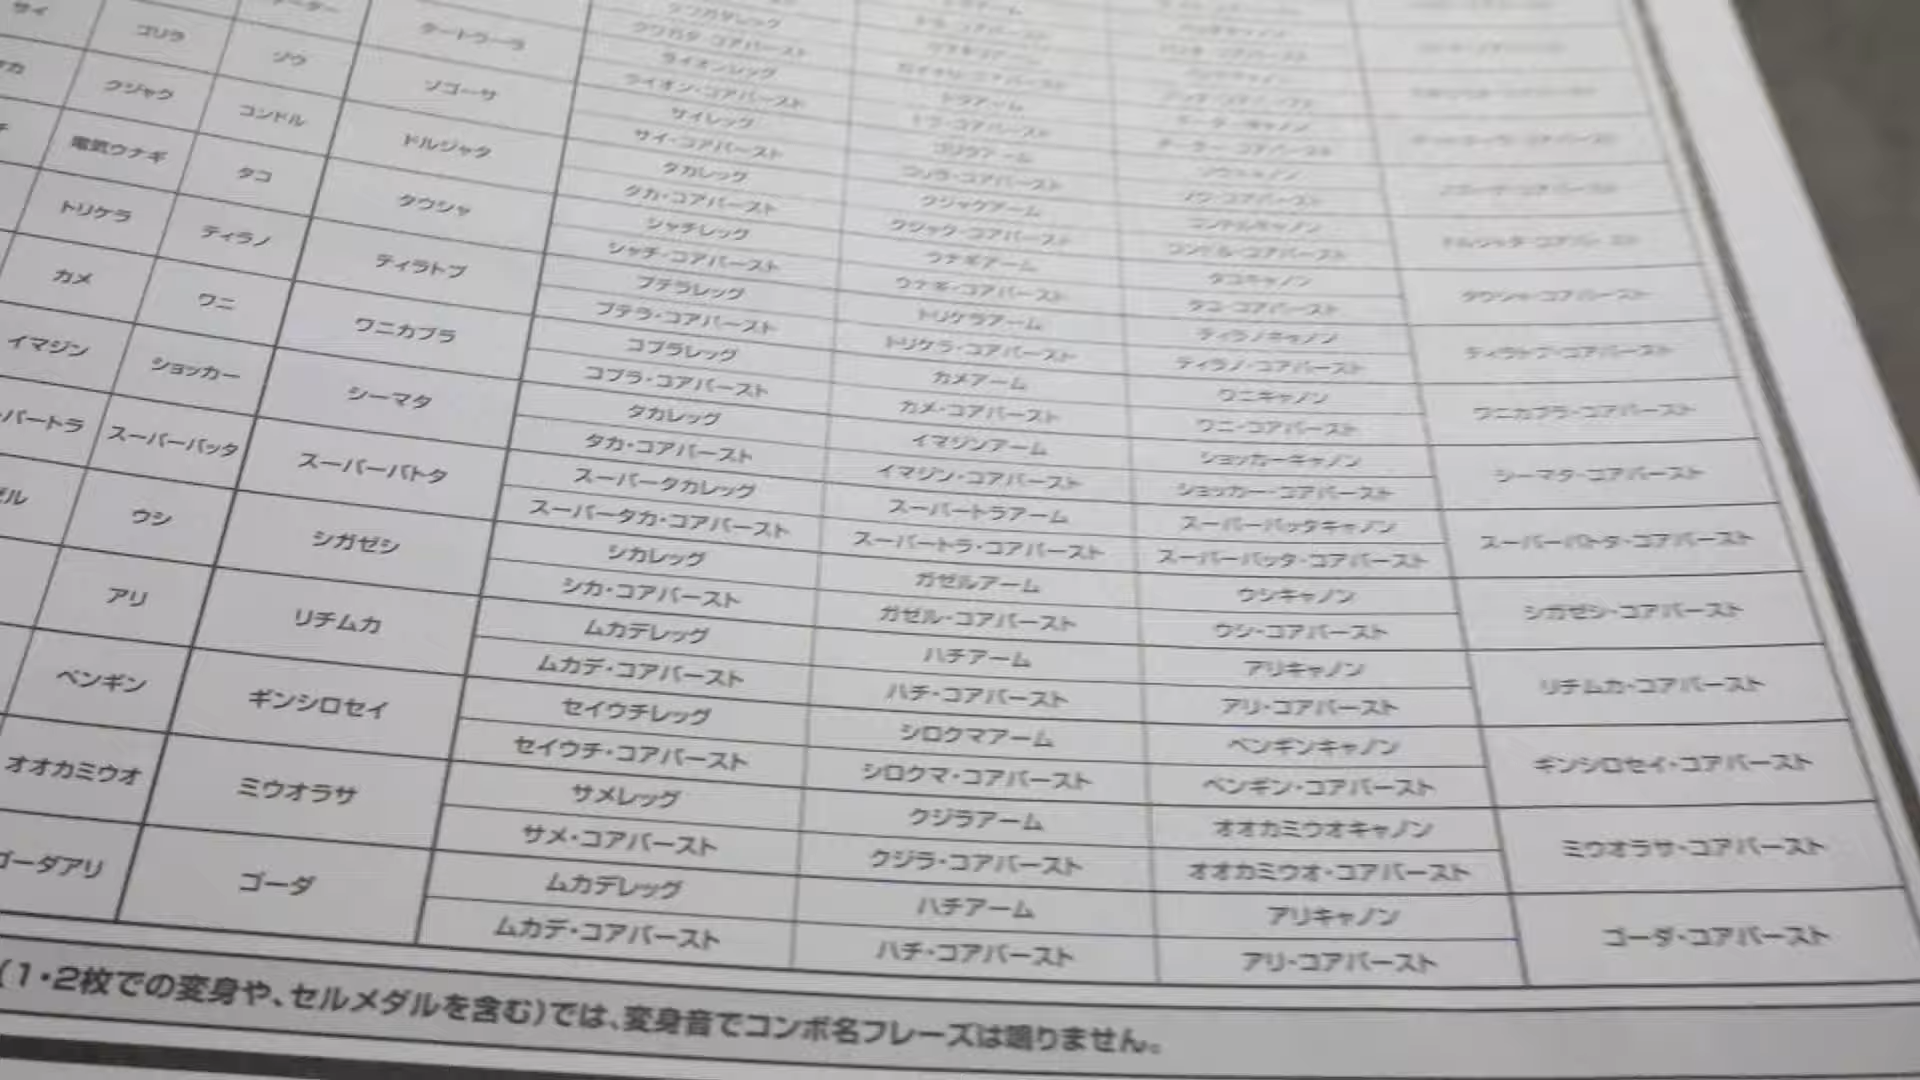 サイ ゴリラ ゾウ ソゴーサ サイレッグ
サイ・コアバースト ゴリラ・コアバースト ゾウ・コアバースト
クジャク コンドル ドルジャタ タカレッグ クジャクアーム コンドルキャノン
タカ・コアバースト クジャク・コアバースト コンドル・コアバースト
電気ウナギ タコ タウシャ シャチレッグ ウナギアーム タコキャノン タウシャ・コアバースト
シャチ・コアバースト ウナギ・コアバースト タコ・コアバースト
トリケラ ティラノ ティラトプ プテラレッグ トリケラアーム ティラノキャノン ティラトプ・コアバースト
プテラ・コアバースト トリケラ・コアバースト ティラノ・コアバースト
カメ ワニ ワニカブラ コブラレッグ カメアーム ワニキャノン ワニカブラ・コアバースト
コブラ・コアバースト カメ・コアバースト ワニ・コアバースト
イマジン ショッカー シーマタ タカレッグ イマジンアーム ショッカーキャノン シーマタ・コアバースト
タカ・コアバースト イマジン・コアバースト ショッカー・コアバースト
パートラ スーパーバッタ スーパーバトタ スーパータカレッグ スーパートラアーム スーパーバッタキャノン スーパーバトタ・コアバースト
スーパータカ・コアバースト スーパートラ・コアバースト スーパーバッタ・コアバースト
ゼル ウシ シガゼシ シカレッグ ガゼルアーム ウシキャノン シガゼシ・コアバースト
シカ・コアバースト ガゼル・コアバースト ウシ・コアバースト
アリ リチムカ ムカデレッグ ハチアーム アリキャノン リチムカ・コアバースト
ムカデ・コアバースト ハチ・コアバースト アリ・コアバースト
ペンギン ギンシロセイ セイウチレッグ シロクマアーム ペンギンキャノン ギンシロセイ・コアバースト
セイウチ・コアバースト シロクマ・コアバースト ペンギン・コアバースト
オオカミウオ ミウオラサ サメレッグ クジラアーム オオカミウオキャノン ミウオラサ・コアバースト
サメ・コアバースト クジラ・コアバースト オオカミウオ・コアバースト
ゴーダアリ ゴーダ ムカデレッグ ハチアーム アリキャノン ゴーダ・コアバースト
ムカデ・コアバースト ハチ・コアバースト アリ・コアバースト
(1・2枚での変身や、セルメダルを含む)では、変身音でコンボ名フレーズは鳴りません。